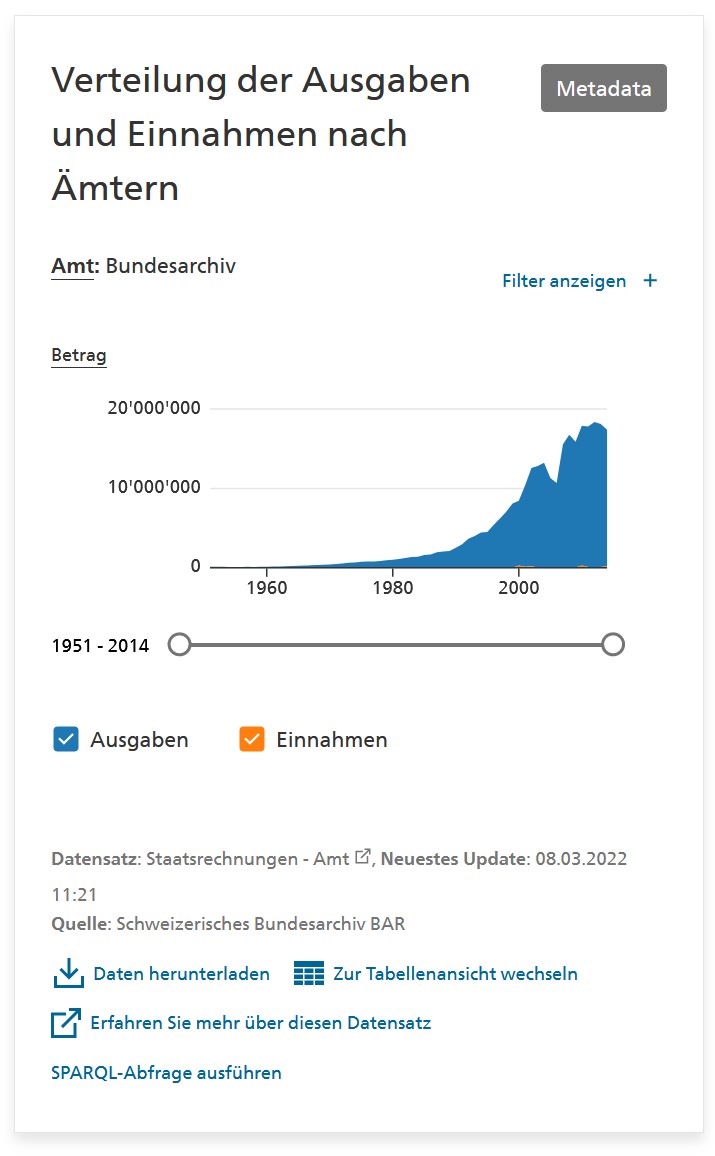 Verteilung der Ausgaben
und Einnahmen nach
Ämtern
Metadata
Amt: Bundesarchiv
Filter anzeigen +
Betrag
20'000'000
10'000'000
0
1960 1980 2000
1951 - 2014
Ausgaben Einnahmen
Datensatz: Staatsrechnungen - Amt, Neuestes Update: 08.03.2022
11:21
Quelle: Schweizerisches Bundesarchiv BAR
Daten herunterladen Zur Tabellenansicht wechseln
Erfahren Sie mehr über diesen Datensatz
SPARQL-Abfrage ausführen